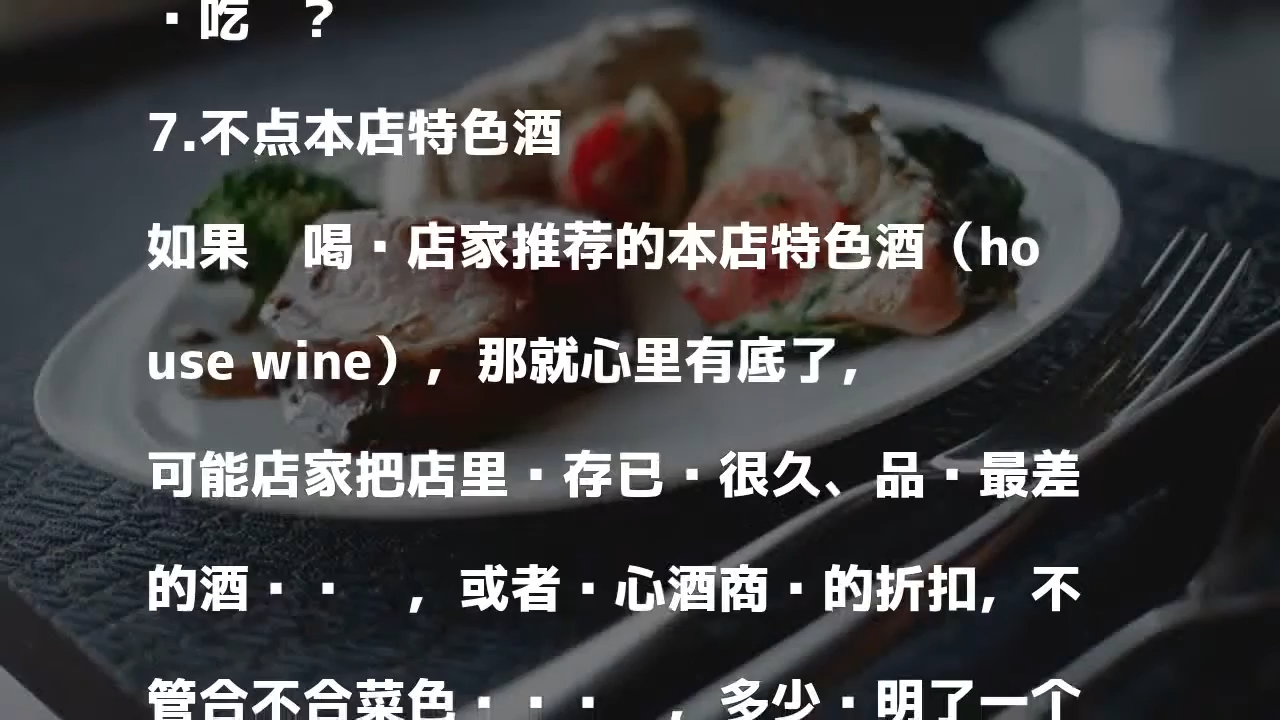 ·吃 ？
7.不点本店特色酒
如果 喝·店家推荐的本店特色酒（ho
use wine），那就心里有底了，
可能店家把店里·存已·很久、品·最差
的酒·· ，或者·心酒商·的折扣，不
管合不合菜色··· ，多少·明了一个